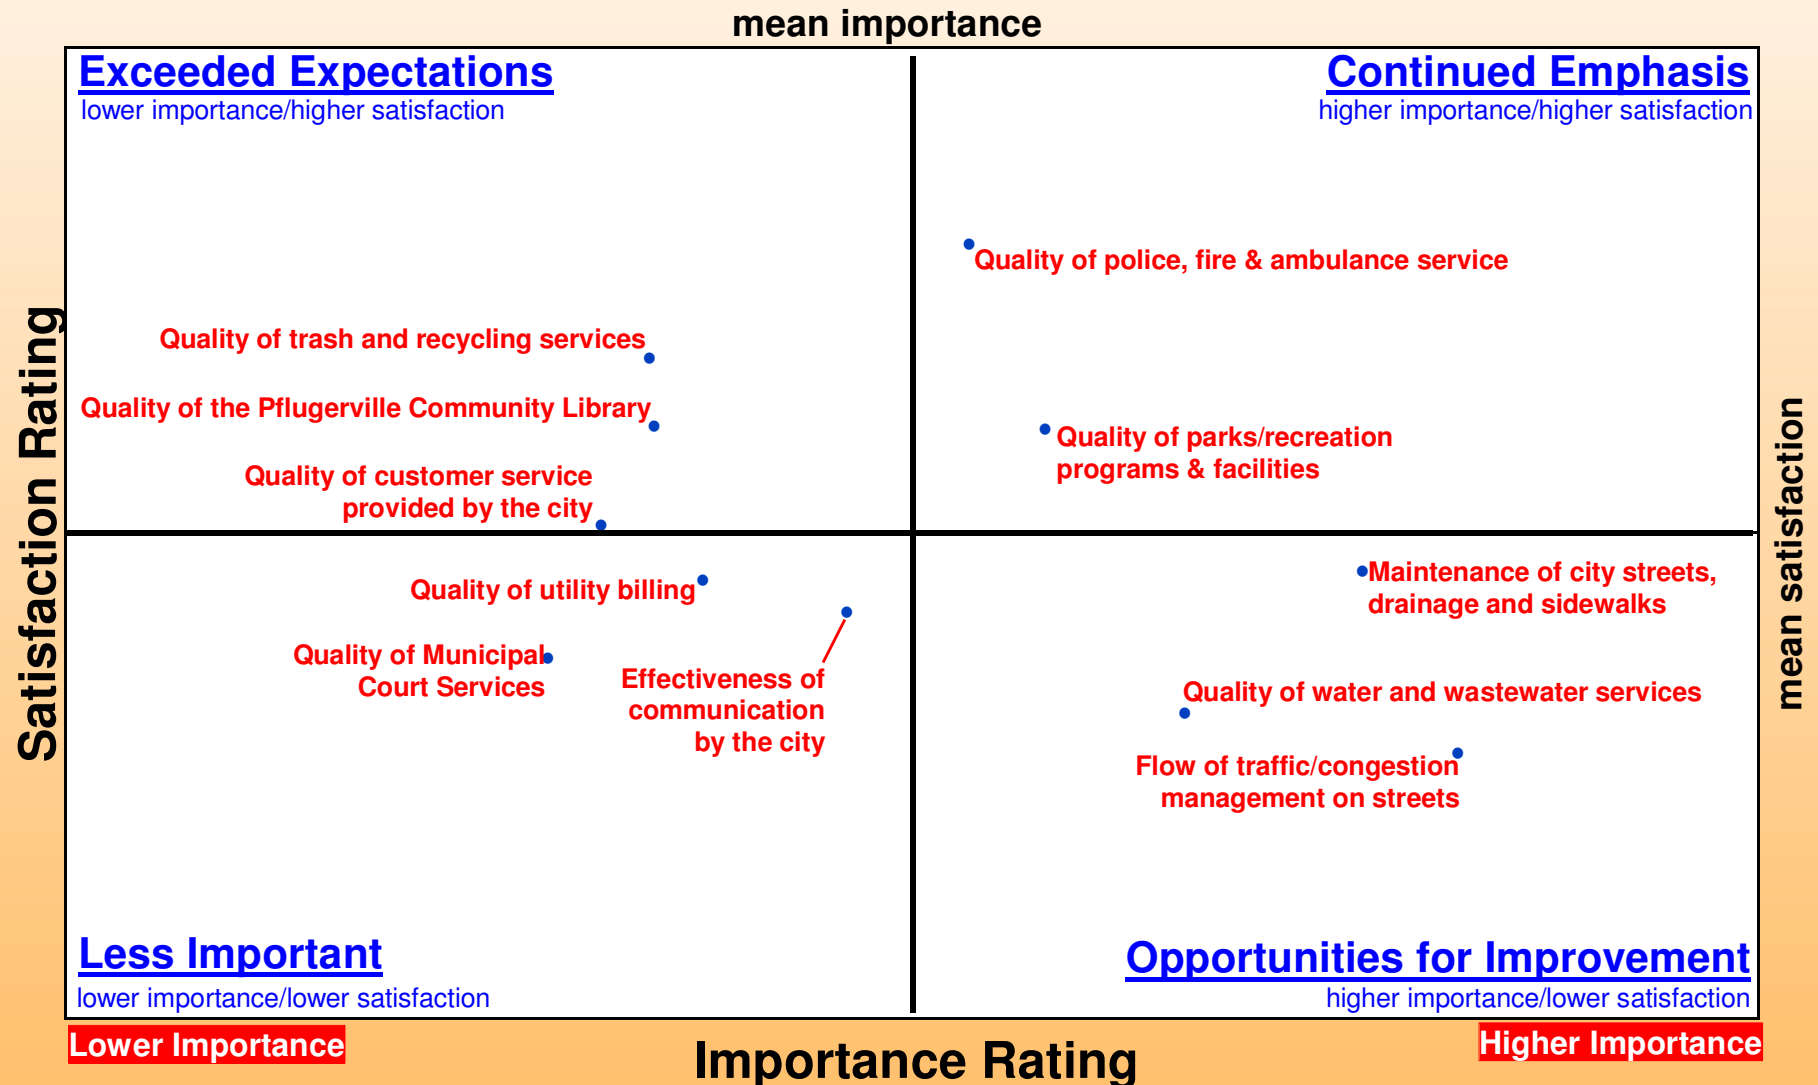 mean importance
Exceeded Expectations
lower importance/higher satisfaction
Continued Emphasis
higher importance/higher satisfaction
Quality of police, fire & ambulance service
Quality of trash and recycling services
Quality of the Pflugerville Community Library
Quality of parks/recreation
programs & facilities
Quality of customer service
provided by the city
Satisfaction Rating
mean satisfaction
Quality of utility billing
Maintenance of city streets,
drainage and sidewalks
Quality of Municipal
Court Services
Effectiveness of
communication
by the city
Quality of water and wastewater services
Flow of traffic/congestion
management on streets
Less Important
lower importance/lower satisfaction
Opportunities for Improvement
higher importance/lower satisfaction
Lower Importance
Importance Rating
Higher Importance